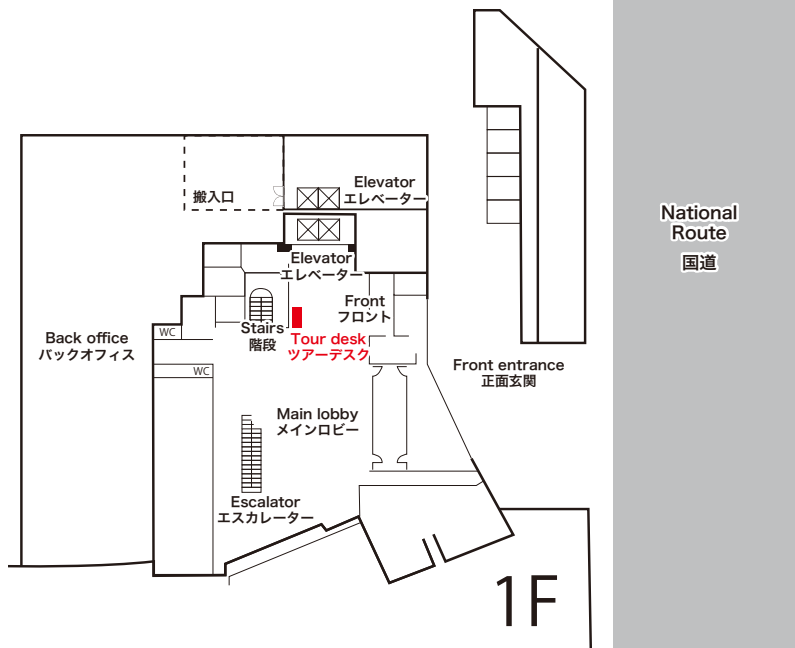 搬入口
Elevator
エレベーター
National
Route
国道
Elevator
エレベーター
Front
フロント
WC
Stairs
階段
Tour desk
ツアーデスク
Back office
バックオフィス
WC
Front entrance
正面玄関
Main lobby
メインロビー
Escalator
エスカレーター
1F